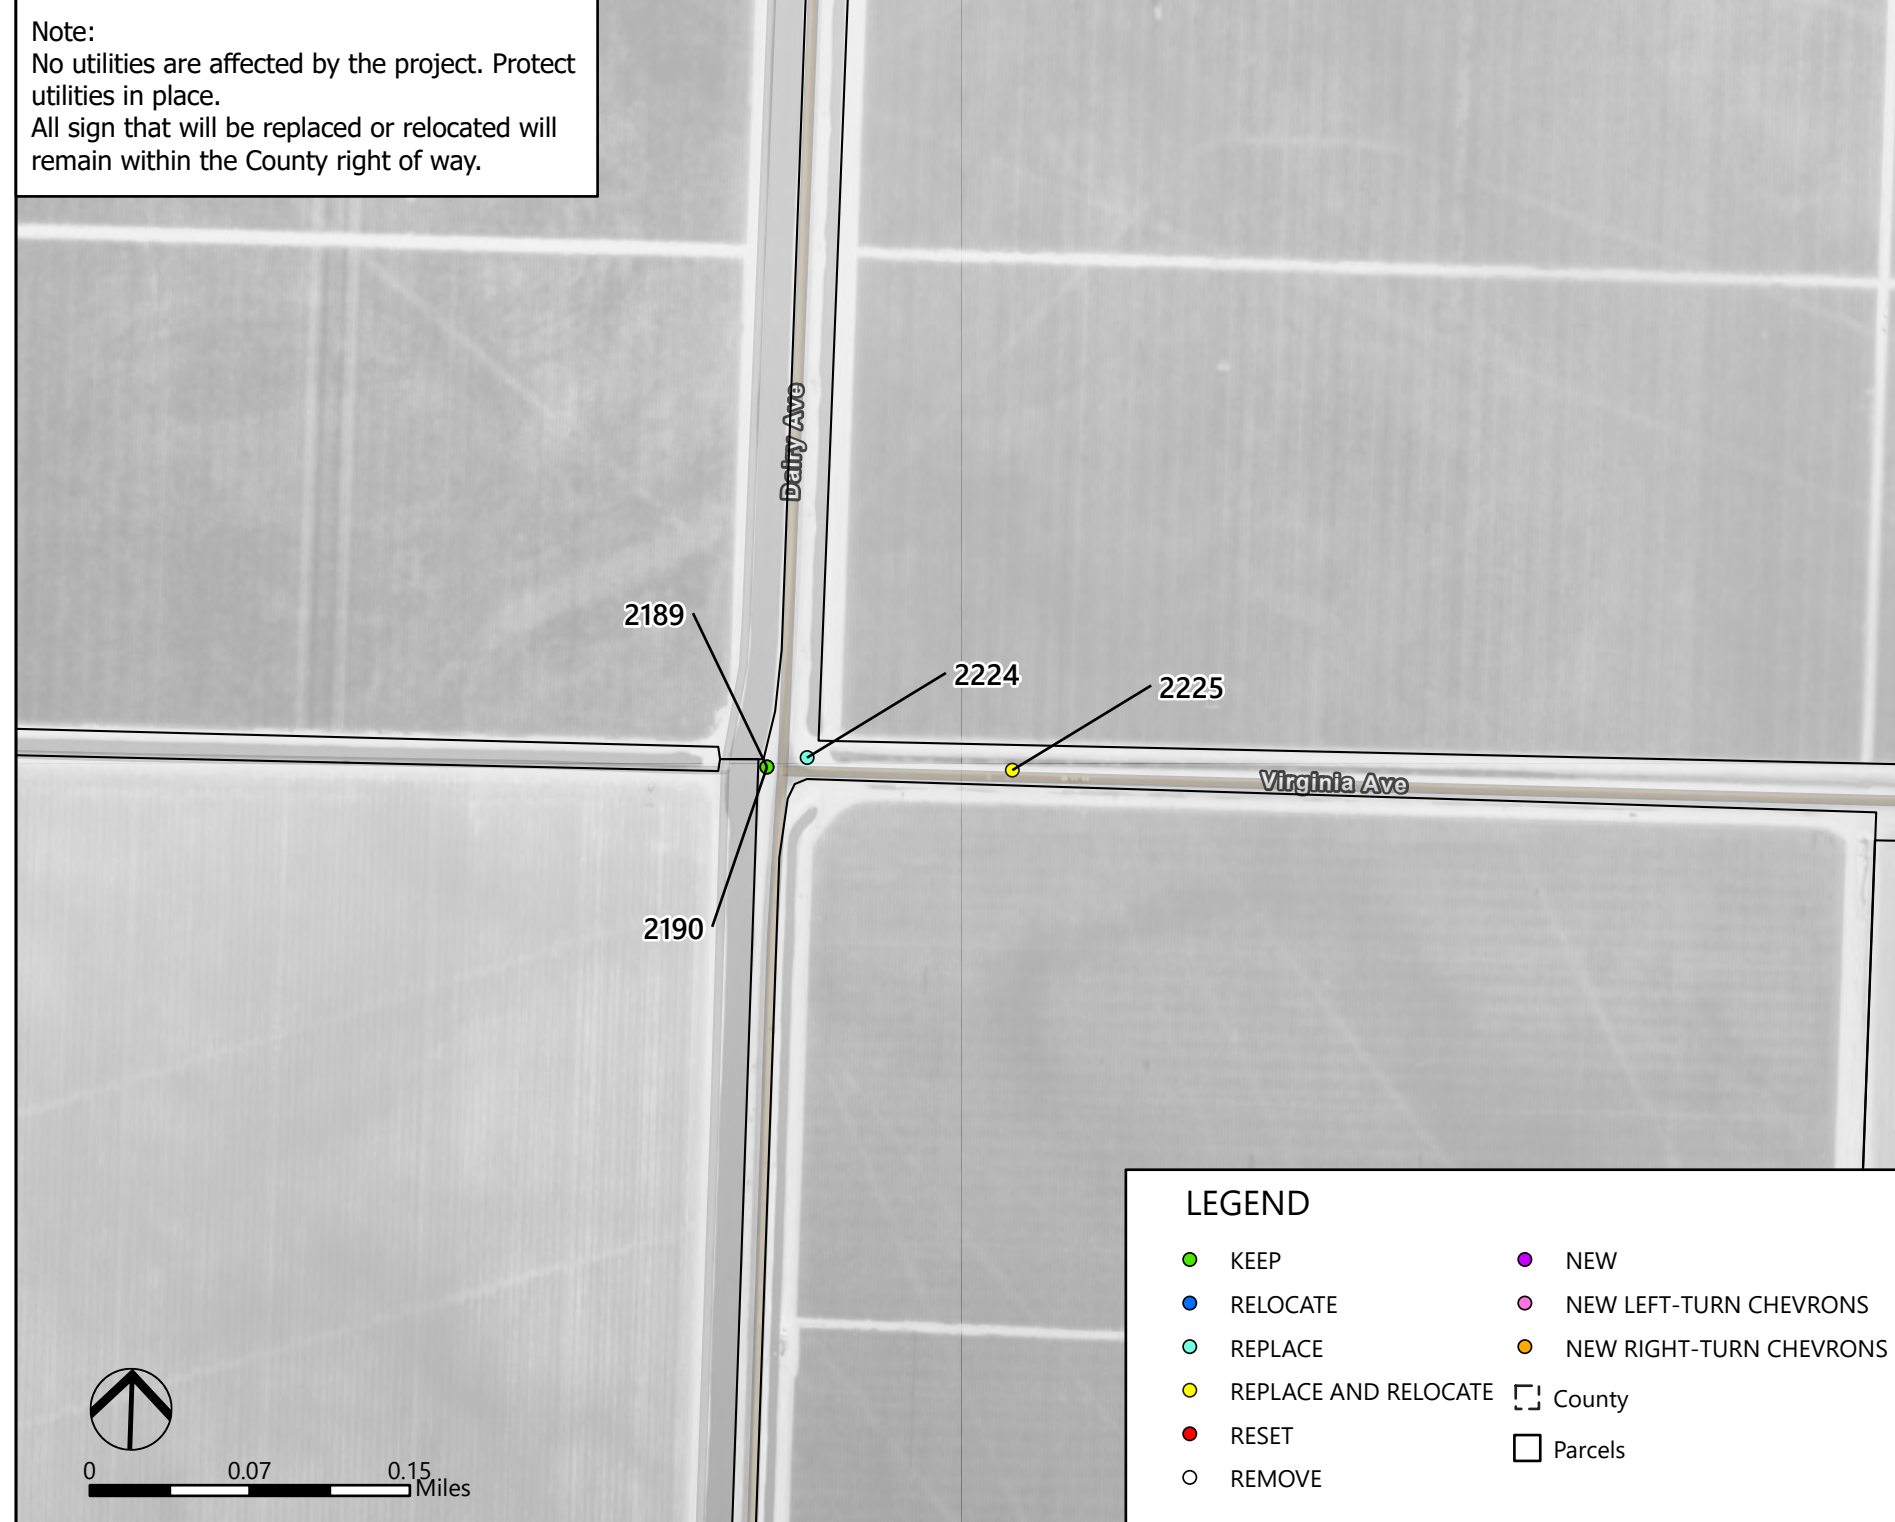 Note:
No utilities are affected by the project. Protect
utilities in place.
All sign that will be replaced or relocated will
remain within the County right of way.
Dairy Ave
2189
2224
2225
Virginia Ave
2190
LEGEND
KEEP
RELOCATE
REPLACE
REPLACE AND RELOCATE
RESET
REMOVE
NEW
NEW LEFT-TURN CHEVRONS
NEW RIGHT-TURN CHEVRONS
County
Parcels
0 0.07 0.15
Miles